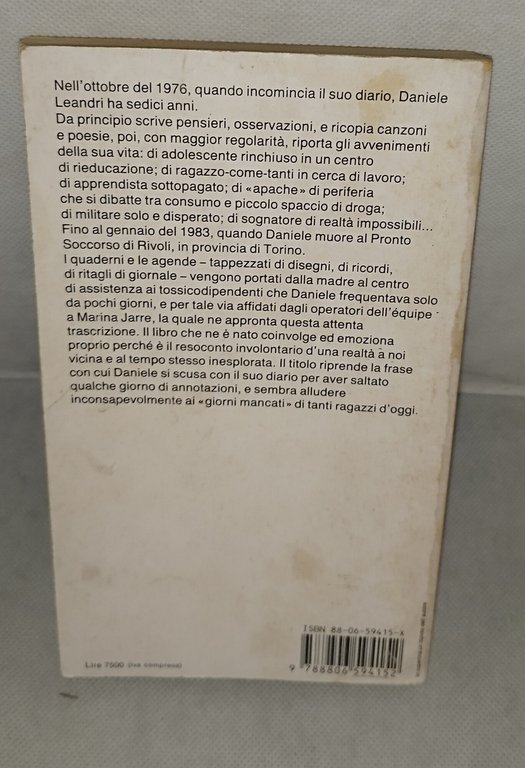 Nell'ottobre del 1976, quando incomincia il suo diario, Daniele
Leandri ha sedici anni.
Da principio scrive pensieri, osservazioni, e ricopia canzoni
e poesie, poi, con maggior regolarità, riporta gli avvenimenti
della sua vita: di adolescente rinchiuso in un centro
di rieducazione; di ragazzo-come-tanti in cerca di lavoro;
di apprendista sottopagato; di «apache» di periferia
che si dibatte tra consumo e piccolo spaccio di droga;
di militare solo e disperato; di sognatore di realtà impossibili...
Fino al gennaio del 1983, quando Daniele muore al Pronto
Soccorso di Rivoli, in provincia di Torino.
I quaderni e le agende – tappezzati di disegni, di ricordi,
di ritagli di giornale – vengono portati dalla madre al centro
di assistenza ai tossicodipendenti che Daniele frequentava solo
da pochi giorni, e per tale via affidati dagli operatori dell'équipe
a Marina Jarre, la quale ne appronta questa attenta
trascrizione. Il libro che ne è nato coinvolge ed emoziona
proprio perché è il resoconto involontario d'una realtà a noi
vicina e al tempo stesso inesplorata. Il titolo riprende la frase
con cui Daniele si scusa con il suo diario per aver saltato
qualche giorno di annotazioni, e sembra alludere
inconsapevolmente ai «giorni mancati» di tanti ragazzi d'oggi.
ISBN 88-06-59415-X
9 788806 594152
Lire 7500 (iva compresa)